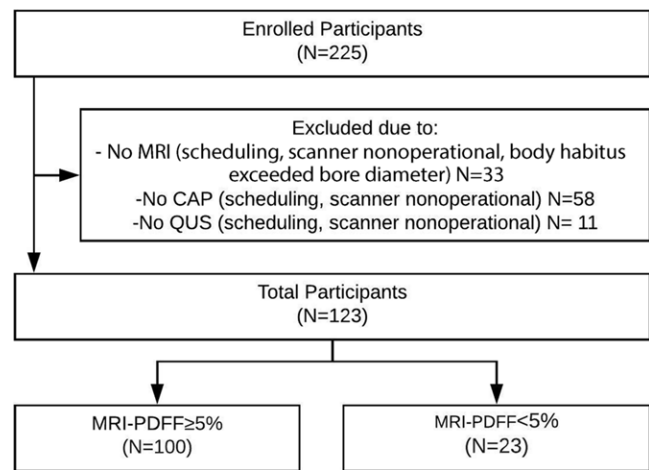 Enrolled Participants
(N=225)
Excluded due to:
- No MRI (scheduling, scanner nonoperational, body habitus
exceeded bore diameter) N=33
-No CAP (scheduling, scanner nonoperational) N=58
-No QUS (scheduling, scanner nonoperational) N= 11
Total Participants
(N=123)
MRI-PDFF≥5%
(N=100)
MRI-PDFF<5%
(N=23)